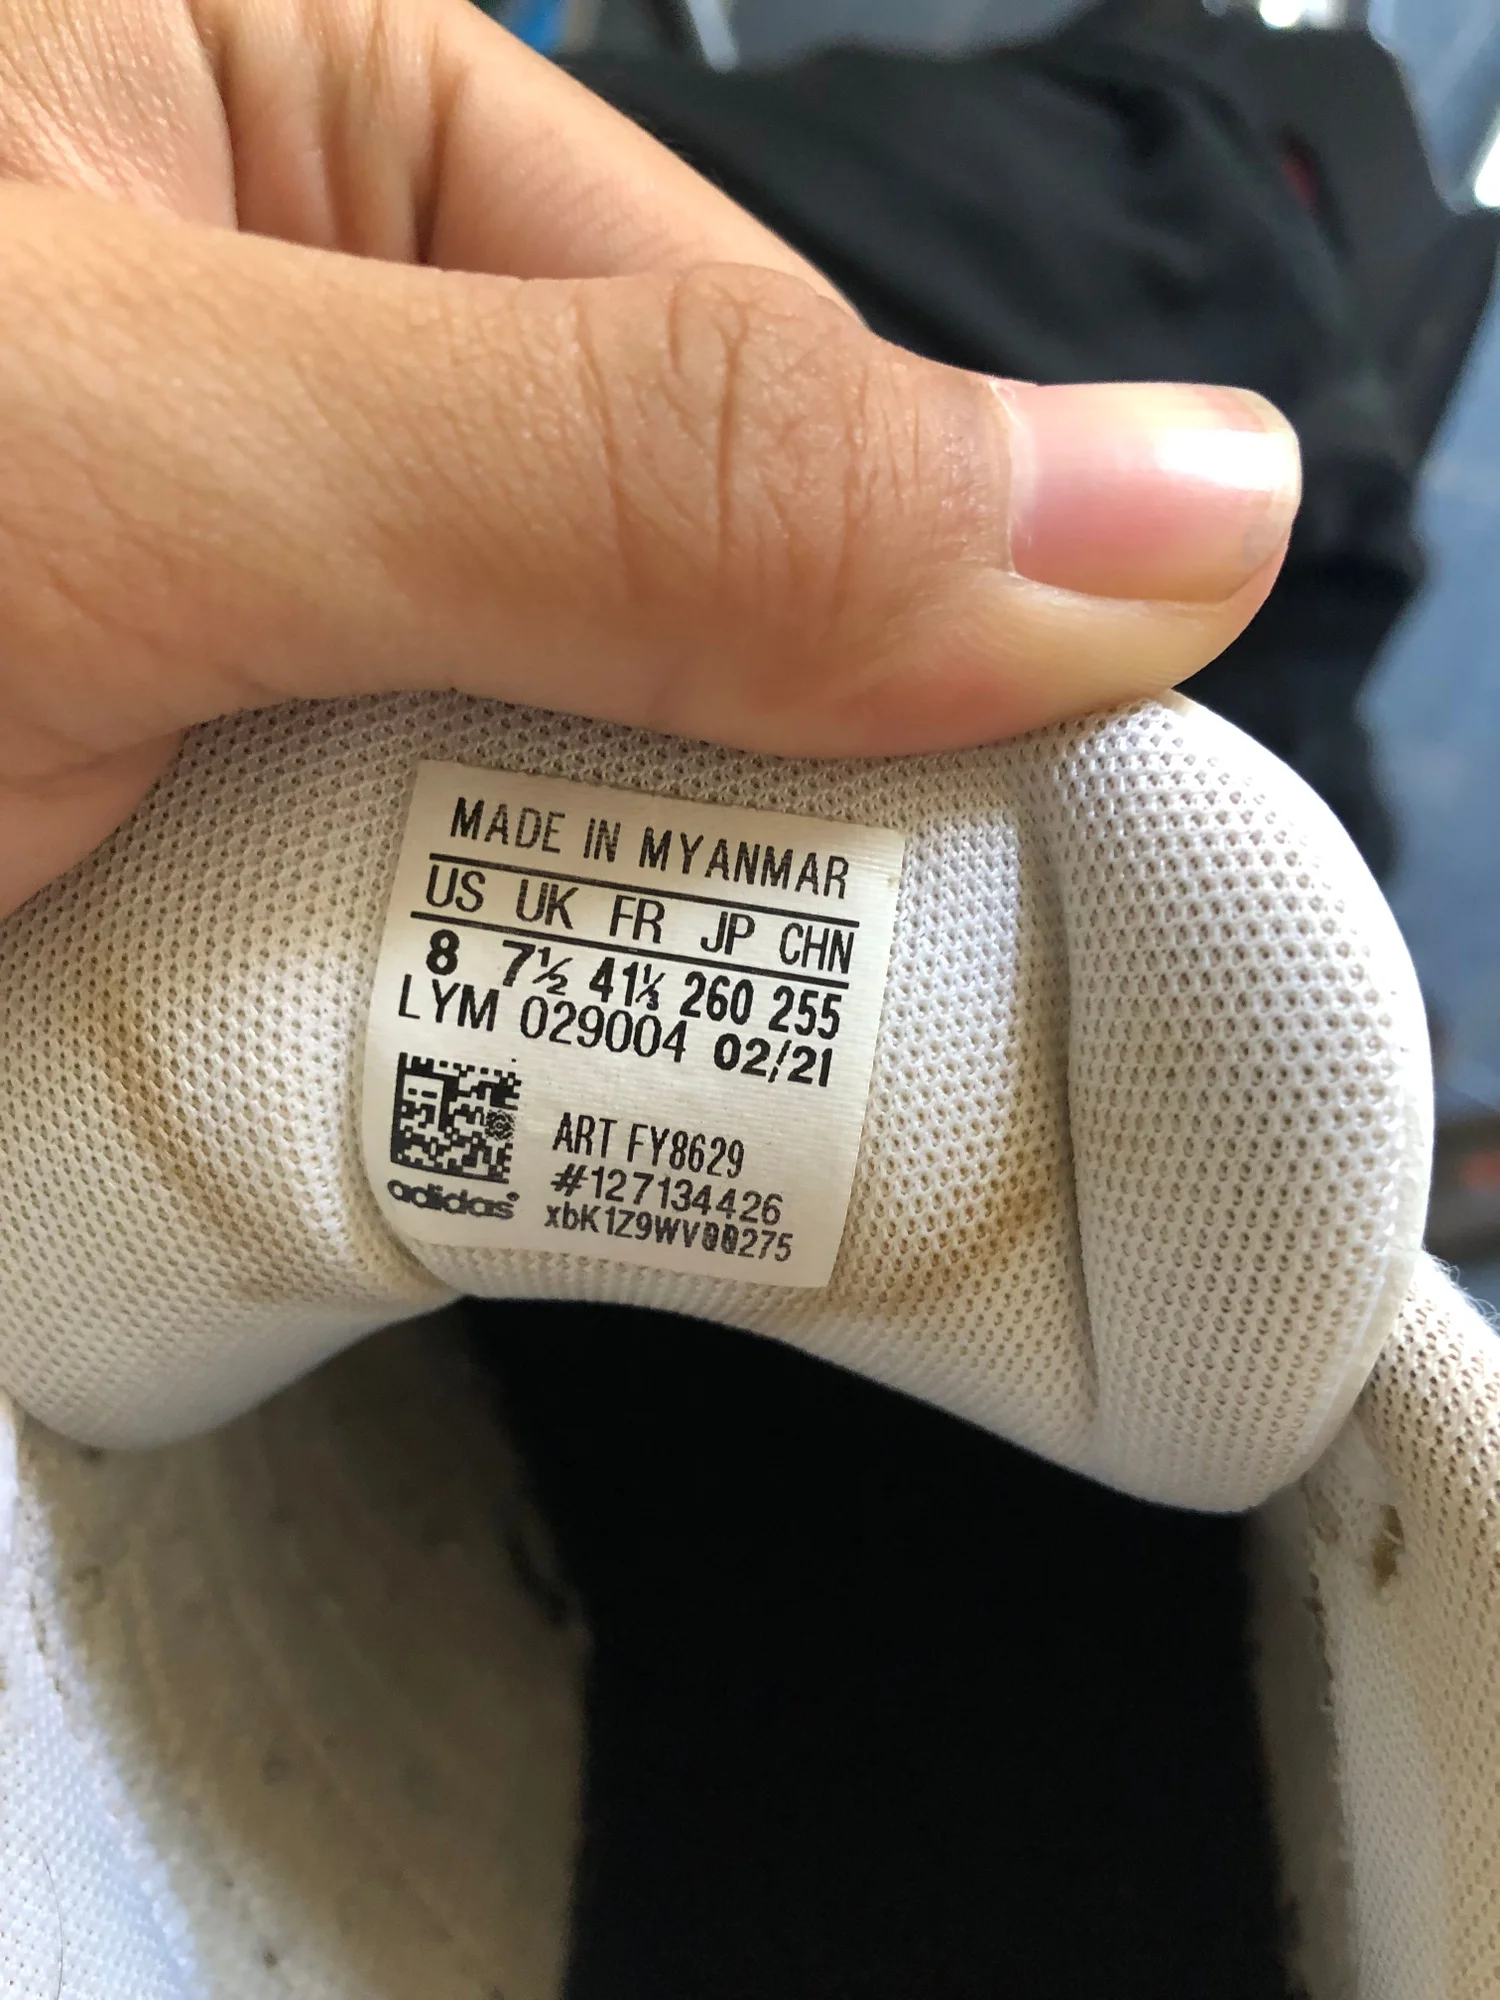 MADE IN MYANMAR
US UK FR JP CHN
8 7½ 41⅓ 260 255
LYM 029004 02/21
ART FY8629
#127134426
xbK1Z9WV00275
adidas®